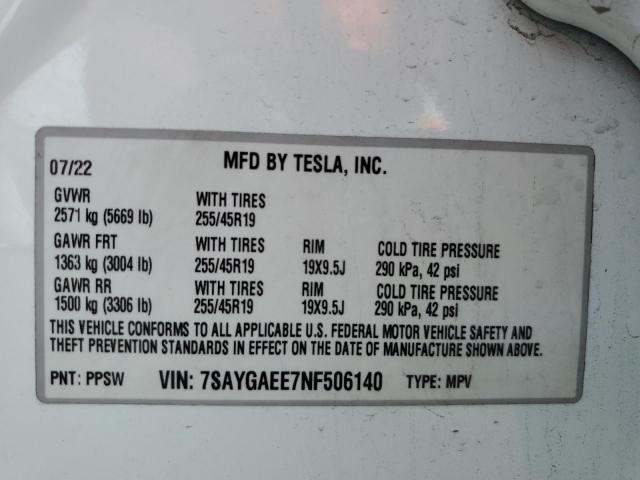 07/22 MFD BY TESLA, INC.
GVWR WITH TIRES
2571 kg (5669 lb) 255/45R19
GAWR FRT WITH TIRES RIM COLD TIRE PRESSURE
1363 kg (3004 lb) 255/45R19 19X9.5J 290 kPa, 42 psi
GAWR RR WITH TIRES RIM COLD TIRE PRESSURE
1500 kg (3306 lb) 255/45R19 19X9.5J 290 kPa, 42 psi
THIS VEHICLE CONFORMS TO ALL APPLICABLE U.S. FEDERAL MOTOR VEHICLE SAFETY AND
THEFT PREVENTION STANDARDS IN EFFECT ON THE DATE OF MANUFACTURE SHOWN ABOVE.
PNT: PPSW VIN: 7SAYGAEE7NF506140 TYPE: MPV